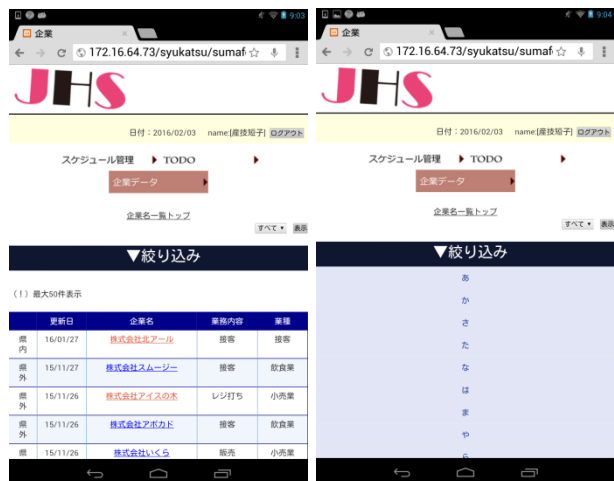 9:03
企業
172.16.64.73/syukatsu/sumaf
JHS
日付：2016/02/03 name:[産技短子] ログアウト
スケジュール管理 TODO
企業データ
企業名一覧トップ
すべて 表示
▼絞り込み
(！) 最大50件表示
更新日 企業名 業務内容 業種
県内 16/01/27 株式会社北アール 接客 接客
県外 15/11/27 株式会社スムージー 接客 飲食業
県外 15/11/26 株式会社アイスの木 レジ打ち 小売業
県外 15/11/26 株式会社アボカド 接客 飲食業
県 15/11/26 株式会社いくら 販売 小売業
9:04
企業
172.16.64.73/syukatsu/sumaf
JHS
日付：2016/02/03 name:[産技短子] ログアウト
スケジュール管理 TODO
企業データ
企業名一覧トップ
すべて 表示
▼絞り込み
あ
か
さ
た
な
は
ま
や
ら